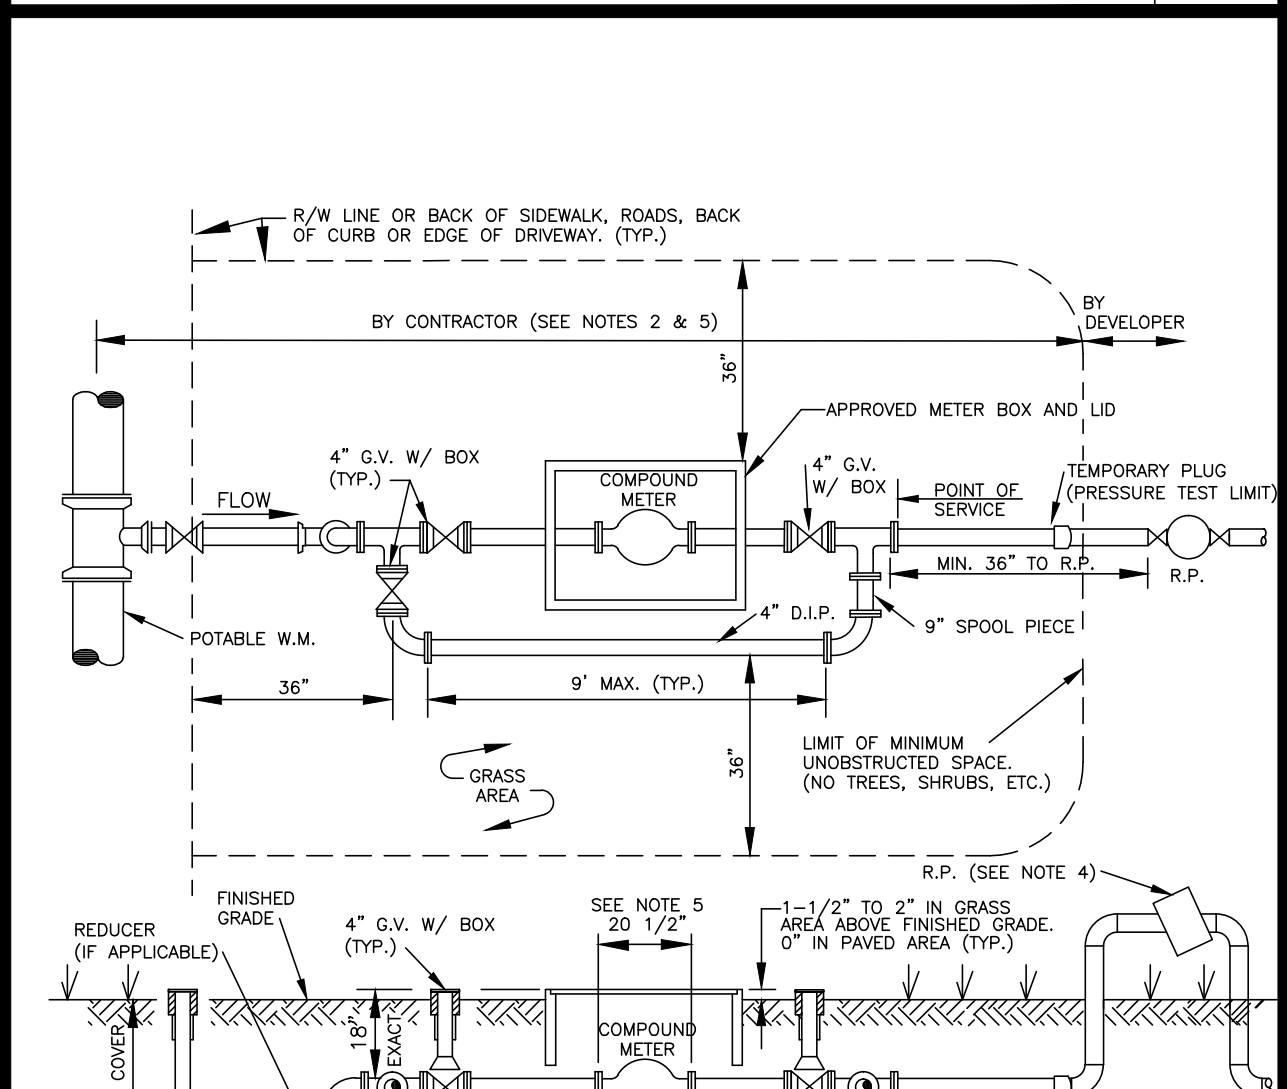 R/W LINE OR BACK OF SIDEWALK, ROADS, BACK
OF CURB OR EDGE OF DRIVEWAY. (TYP.)
BY CONTRACTOR (SEE NOTES 2 & 5)
BY
DEVELOPER
36"
APPROVED METER BOX AND LID
4" G.V. W/ BOX
(TYP.)
COMPOUND
METER
4" G.V.
W/ BOX
TEMPORARY PLUG
(PRESSURE TEST LIMIT)
FLOW
POINT OF
SERVICE
MIN. 36" TO R.P.
R.P.
4" D.I.P.
9" SPOOL PIECE
POTABLE W.M.
36"
9' MAX. (TYP.)
36"
LIMIT OF MINIMUM
UNOBSTRUCTED SPACE.
(NO TREES, SHRUBS, ETC.)
GRASS
AREA
R.P. (SEE NOTE 4)
FINISHED
GRADE
REDUCER
(IF APPLICABLE)
4" G.V. W/ BOX
(TYP.)
SEE NOTE 5
20 1/2"
1-1/2" TO 2" IN GRASS
AREA ABOVE FINISHED GRADE.
0" IN PAVED AREA (TYP.)
COVER
18"
EXACT
COMPOUND
METER